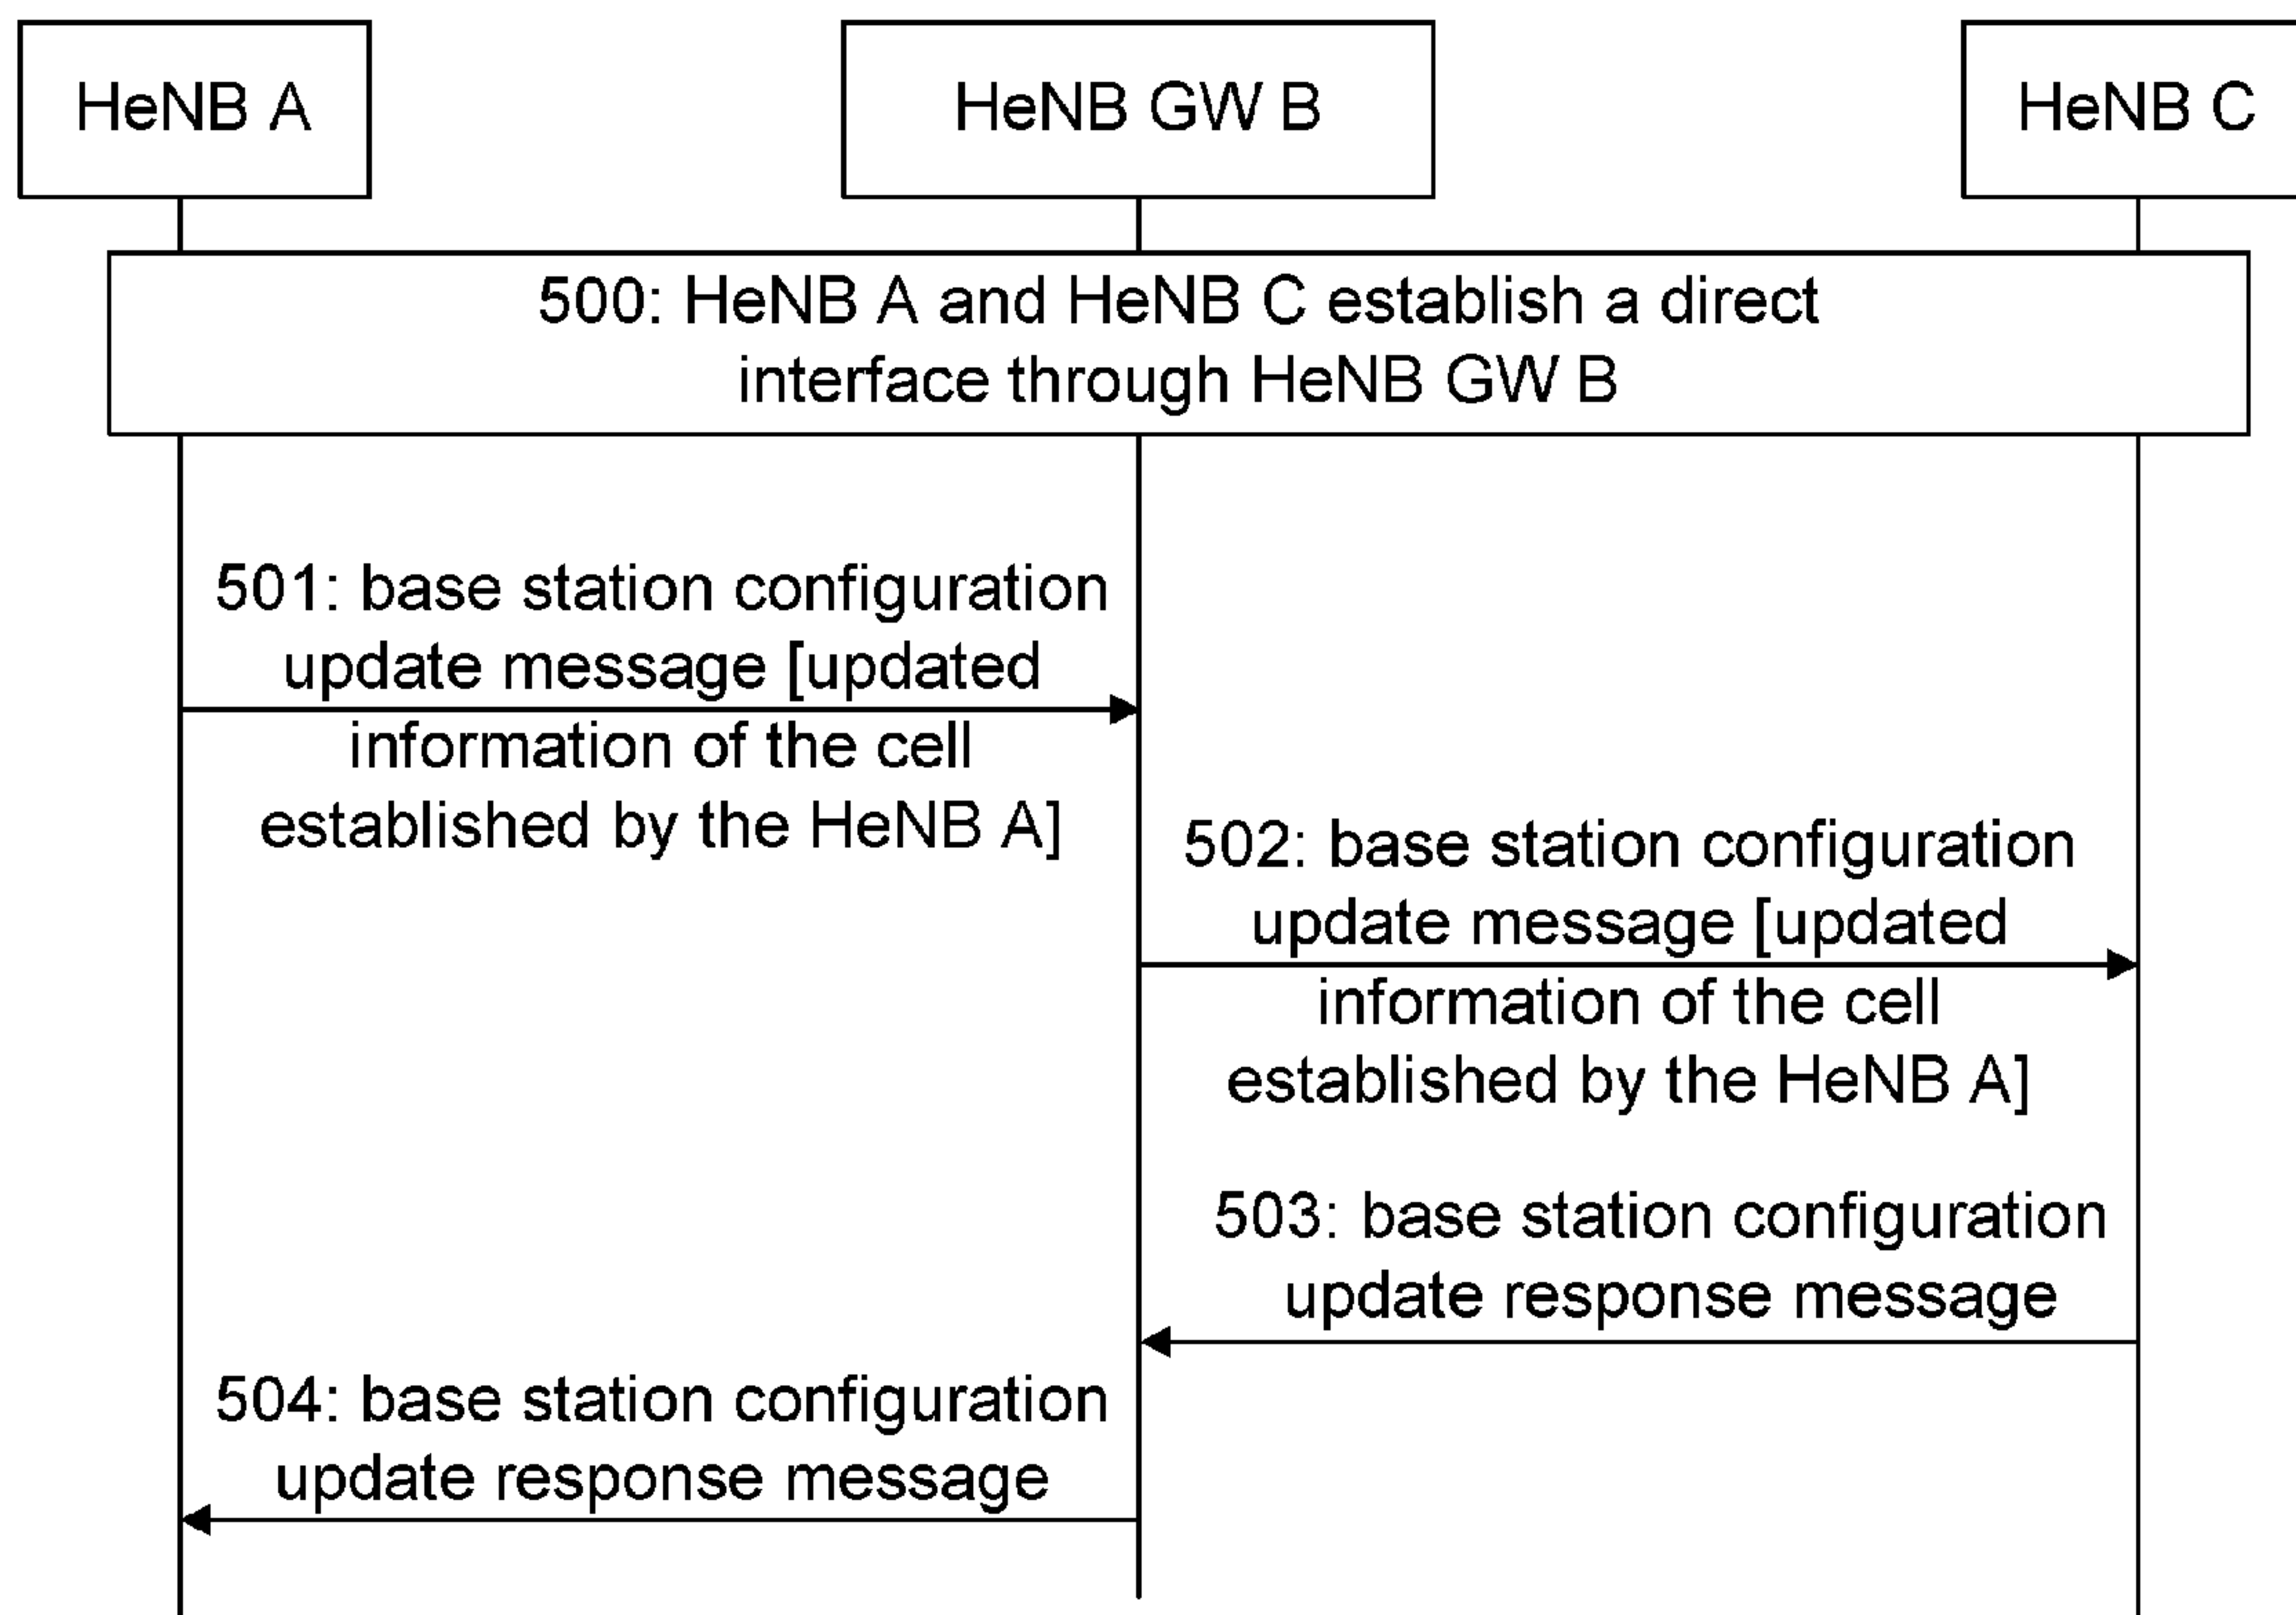 HeNB A
HeNB GW B
HeNB C
500: HeNB A and HeNB C establish a direct
interface through HeNB GW B
501: base station configuration
update message [updated
information of the cell
established by the HeNB A]
502: base station configuration
update message [updated
information of the cell
established by the HeNB A]
503: base station configuration
update response message
504: base station configuration
update response message